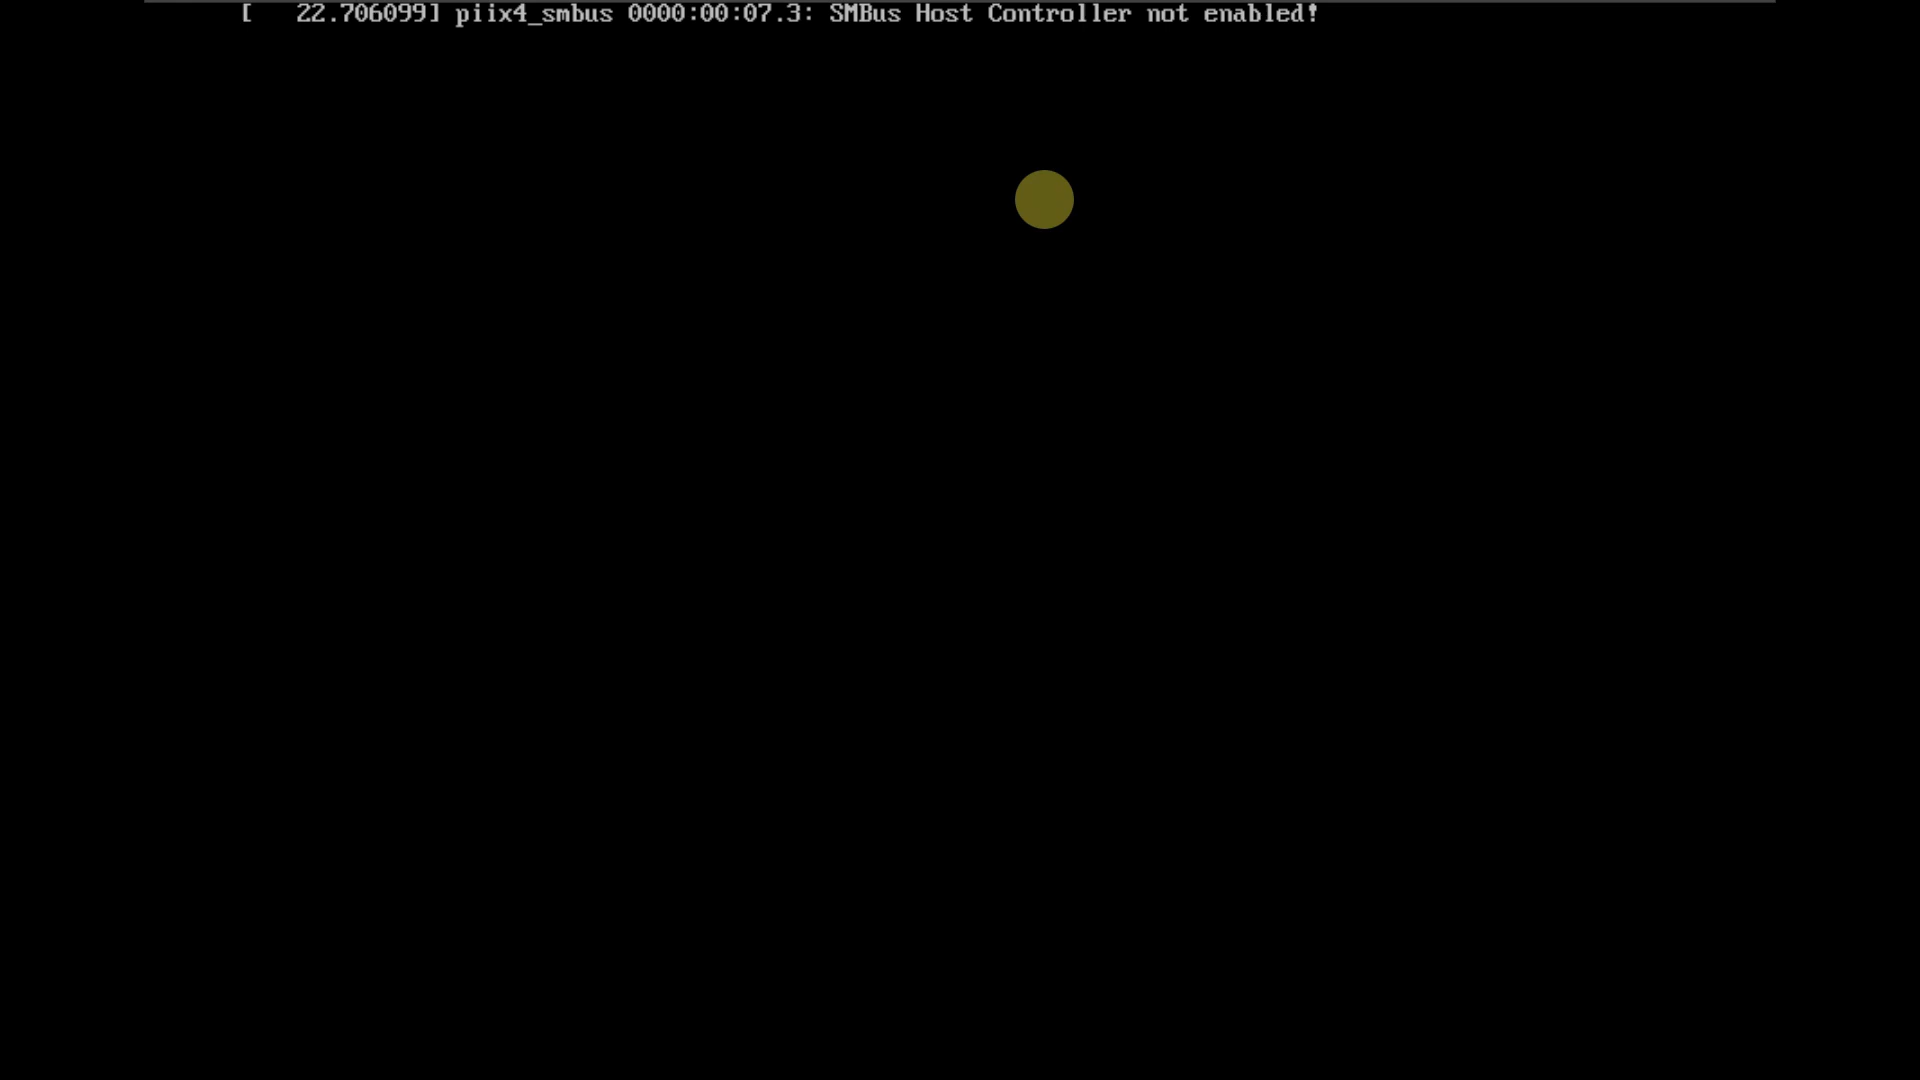 [   22.706099] piix4_smbus 0000:00:07.3: SMBus Host Controller not enabled!